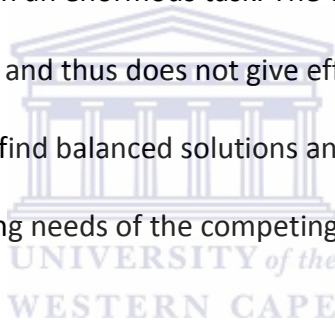 an enormous task. The
and thus does not give ef
find balanced solutions an
ng needs of the competing
UNIVERSITY of the
WESTERN CAPE